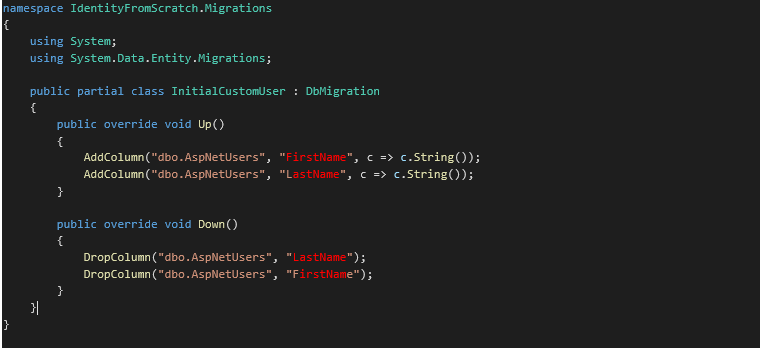 namespace IdentityFromScratch.Migrations
{
    using System;
    using System.Data.Entity.Migrations;

    public partial class InitialCustomUser : DbMigration
    {
        public override void Up()
        {
            AddColumn("dbo.AspNetUsers", "FirstName", c => c.String());
            AddColumn("dbo.AspNetUsers", "LastName", c => c.String());
        }

        public override void Down()
        {
            DropColumn("dbo.AspNetUsers", "LastName");
            DropColumn("dbo.AspNetUsers", "FirstName");
        }
    }
}